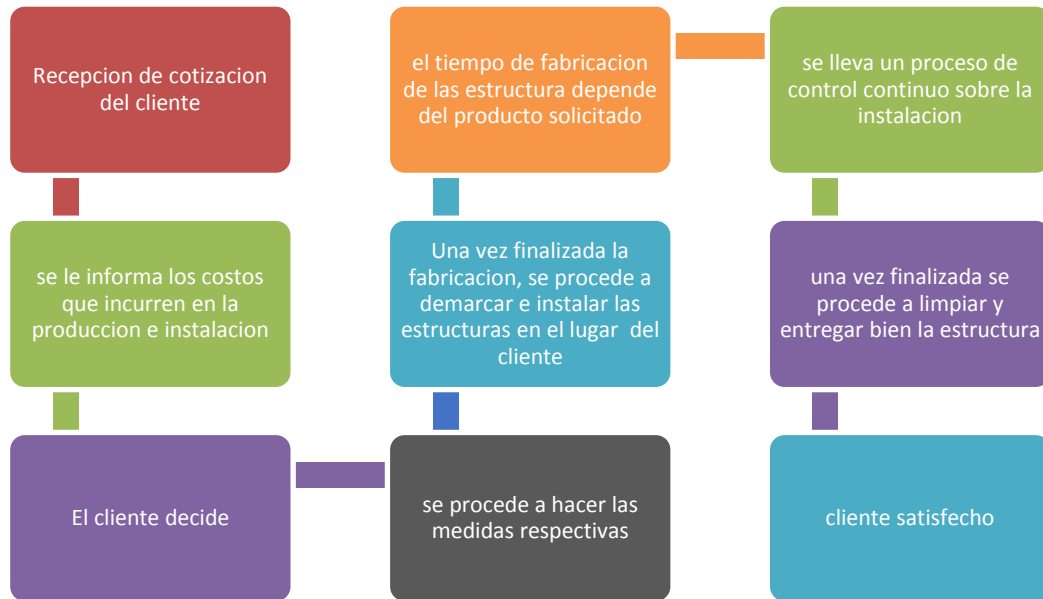 Recepcion de cotizacion
del cliente
se le informa los costos
que incurren en la
produccion e instalacion
El cliente decide
se procede a hacer las
medidas respectivas
Una vez finalizada la
fabricacion, se procede a
demarcar e instalar las
estructuras en el lugar del
cliente
el tiempo de fabricacion
de las estructura depende
del producto solicitado
se lleva un proceso de
control continuo sobre la
instalacion
una vez finalizada se
procede a limpiar y
entregar bien la estructura
cliente satisfecho